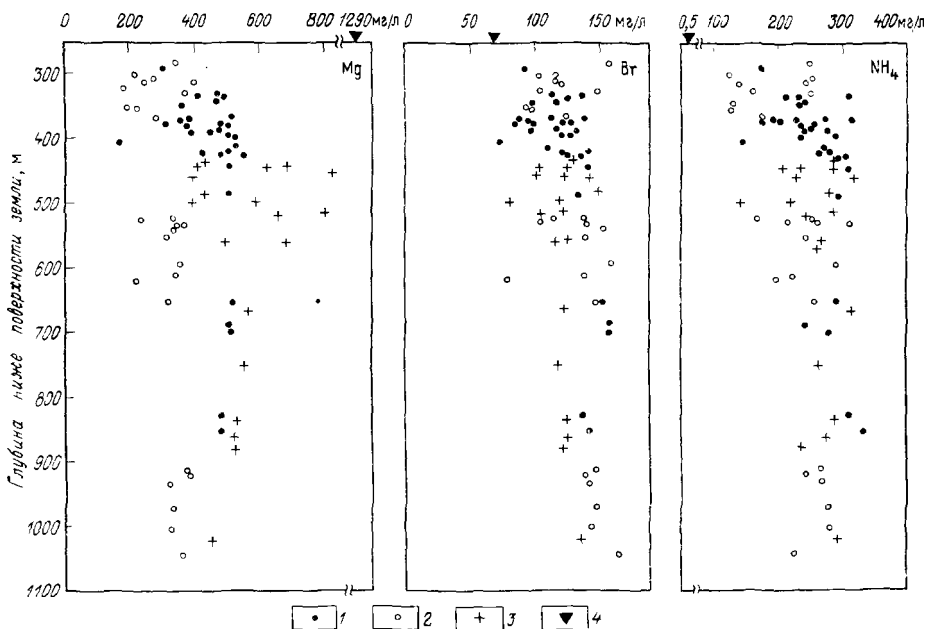 0 200 400 600 800 1290 мг/л
0 50 100 150 мг/л
0,5 100 200 300 400 мг/л
Mg
Br
NH4
Глубина ниже поверхности земли, м
300
400
500
600
700
800
900
1000
1100
1 2 3 4